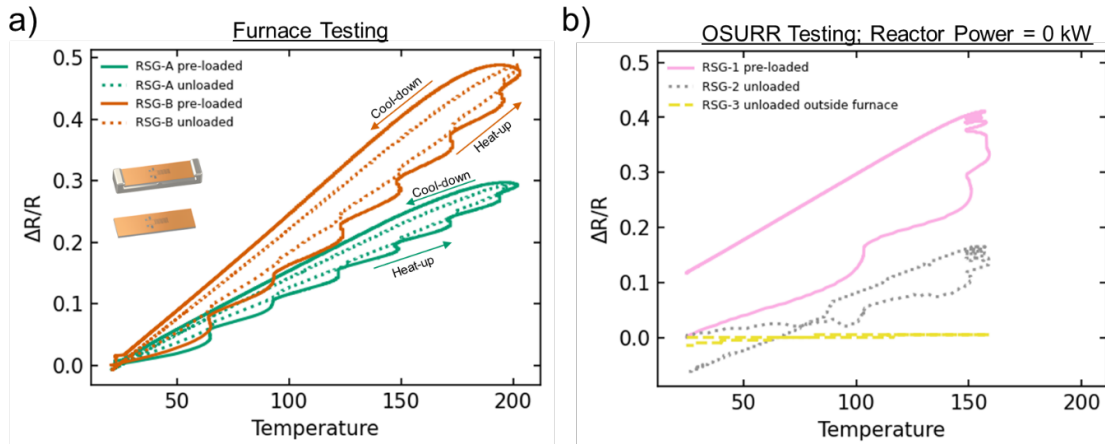 a)
Furnace Testing
RSG-A pre-loaded
RSG-A unloaded
RSG-B pre-loaded
RSG-B unloaded
Cool-down
Heat-up
Cool-down
Heat-up
ΔR/R
0.5
0.4
0.3
0.2
0.1
0.0
50
100
150
200
Temperature
b)
OSURR Testing; Reactor Power = 0 kW
RSG-1 pre-loaded
RSG-2 unloaded
RSG-3 unloaded outside furnace
ΔR/R
0.5
0.4
0.3
0.2
0.1
0.0
50
100
150
200
Temperature